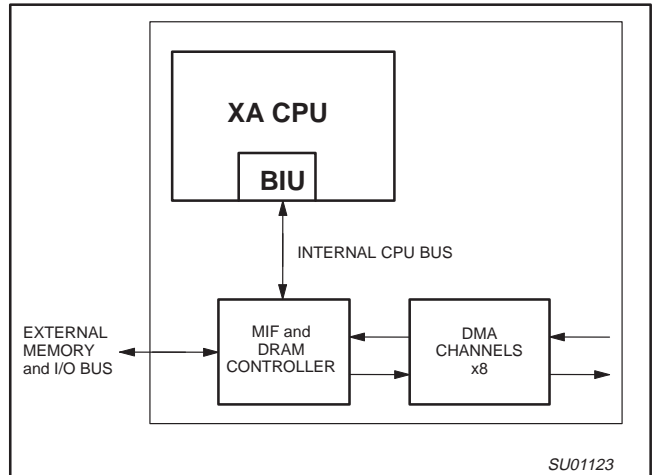 XA CPU
BIU
INTERNAL CPU BUS
EXTERNAL
MEMORY
and I/O BUS
MIF and
DRAM
CONTROLLER
DMA
CHANNELS
x8
SU01123